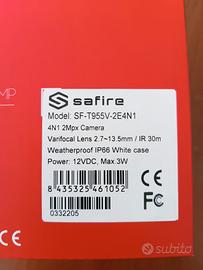 MP
safire
Model: SF-T955V-2E4N1
4N1 2Mpx Camera
Varifocal Lens 2.7~13.5mm / IR 30m
Weatherproof IP66 White case
Power: 12VDC, Max.3W
8 435325 461052
0332205
CE FC
CE
subito